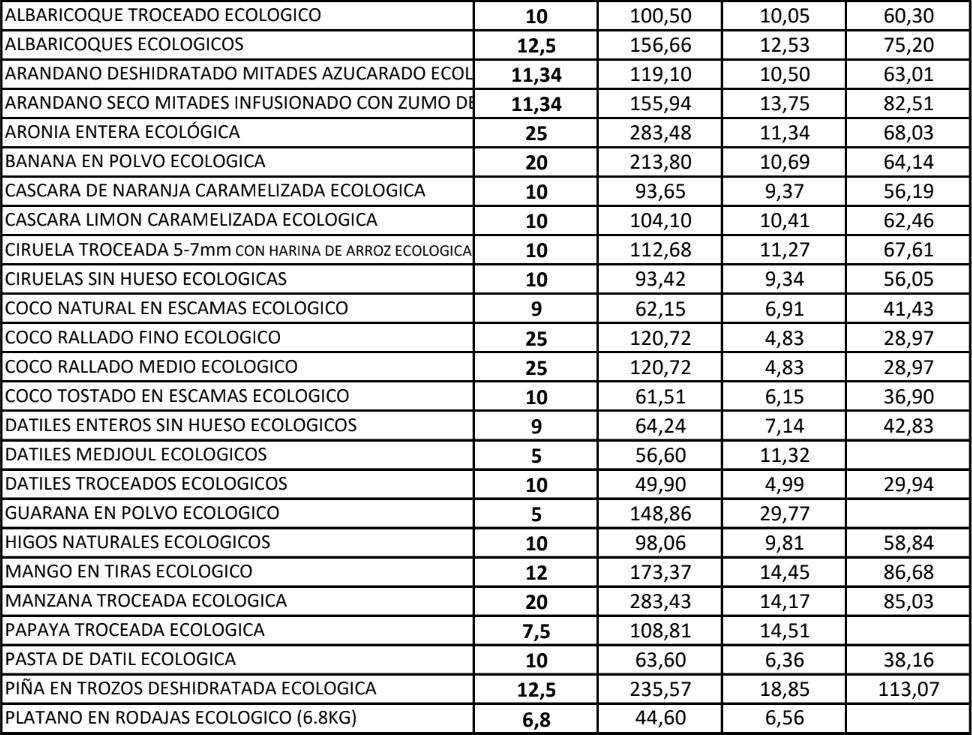 ALBARICOQUE TROCEADO ECOLOGICO 10 100,50 10,05 60,30
ALBARICOQUES ECOLOGICOS 12,5 156,66 12,53 75,20
ARANDANO DESHIDRATADO MITADES AZUCARADO ECOL 11,34 119,10 10,50 63,01
ARANDANO SECO MITADES INFUSIONADO CON ZUMO DE 11,34 155,94 13,75 82,51
ARONIA ENTERA ECOLÓGICA 25 283,48 11,34 68,03
BANANA EN POLVO ECOLOGICA 20 213,80 10,69 64,14
CASCARA DE NARANJA CARAMELIZADA ECOLOGICA 10 93,65 9,37 56,19
CASCARA LIMON CARAMELIZADA ECOLOGICA 10 104,10 10,41 62,46
CIRUELA TROCEADA 5-7mm CON HARINA DE ARROZ ECOLOGICA 10 112,68 11,27 67,61
CIRUELAS SIN HUESO ECOLOGICAS 10 93,42 9,34 56,05
COCO NATURAL EN ESCAMAS ECOLOGICO 9 62,15 6,91 41,43
COCO RALLADO FINO ECOLOGICO 25 120,72 4,83 28,97
COCO RALLADO MEDIO ECOLOGICO 25 120,72 4,83 28,97
COCO TOSTADO EN ESCAMAS ECOLOGICO 10 61,51 6,15 36,90
DATILES ENTEROS SIN HUESO ECOLOGICOS 9 64,24 7,14 42,83
DATILES MEDJOUL ECOLOGICOS 5 56,60 11,32
DATILES TROCEADOS ECOLOGICOS 10 49,90 4,99 29,94
GUARANA EN POLVO ECOLOGICO 5 148,86 29,77
HIGOS NATURALES ECOLOGICOS 10 98,06 9,81 58,84
MANGO EN TIRAS ECOLOGICO 12 173,37 14,45 86,68
MANZANA TROCEADA ECOLOGICA 20 283,43 14,17 85,03
PAPAYA TROCEADA ECOLOGICA 7,5 108,81 14,51
PASTA DE DATIL ECOLOGICA 10 63,60 6,36 38,16
PIÑA EN TROZOS DESHIDRATADA ECOLOGICA 12,5 235,57 18,85 113,07
PLATANO EN RODAJAS ECOLOGICO (6.8KG) 6,8 44,60 6,56